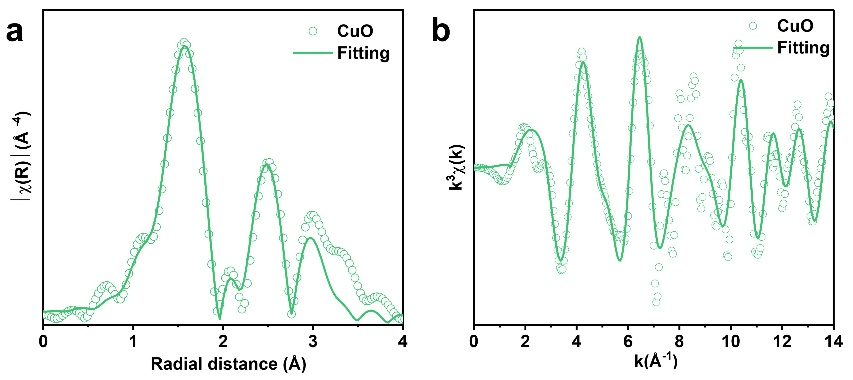 a
CuO
Fitting
|χ(R)| (Å⁻⁴)
0 1 2 3 4
Radial distance (Å)
b
CuO
Fitting
k³χ(k)
0 2 4 6 8 10 12 14
k(Å⁻¹)